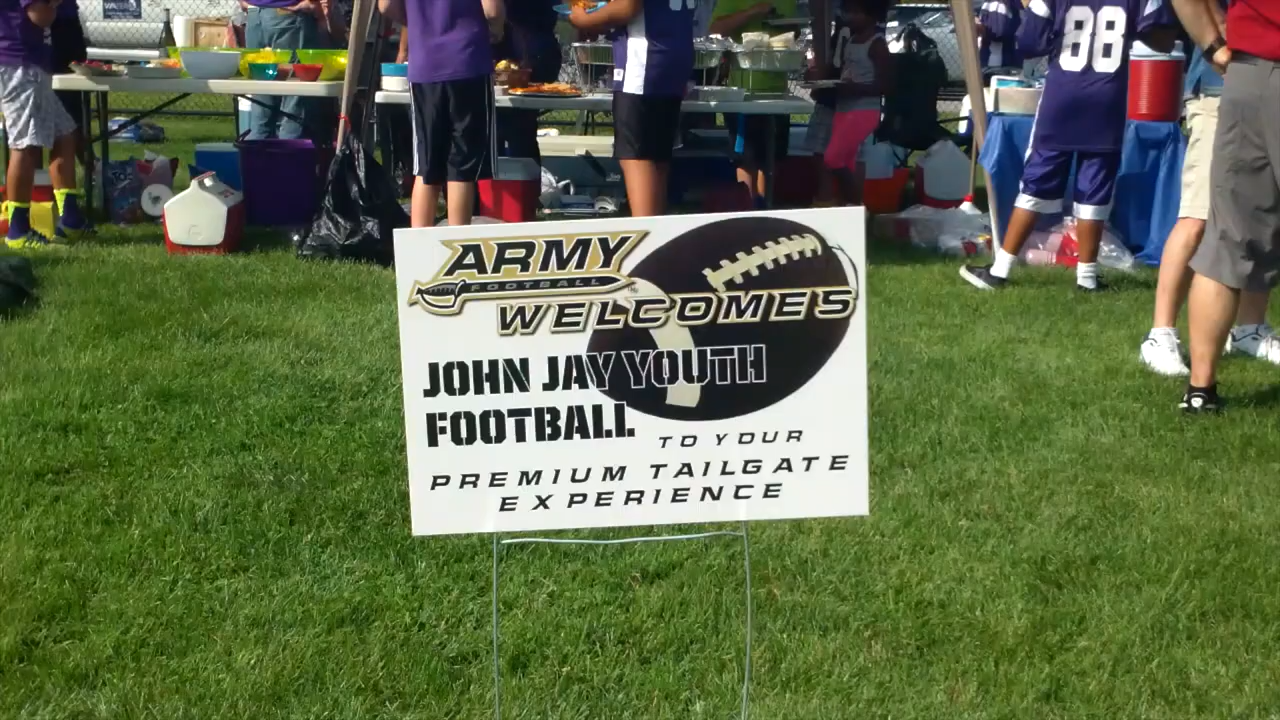 88
ARMY
FOOTBALL
WELCOMES
JOHN JAY YOUTH
FOOTBALL
TO YOUR
PREMIUM TAILGATE
EXPERIENCE